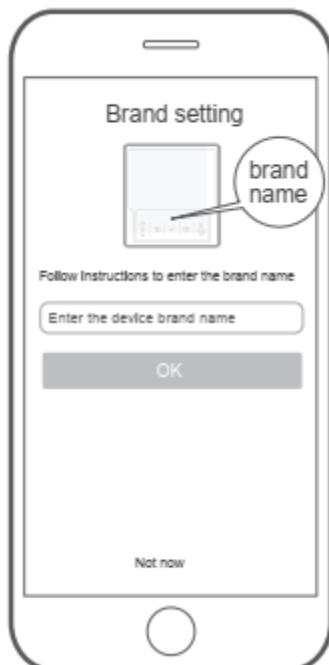 Brand setting
brand
name
Follow Instructions to enter the brand name
Enter the device brand name
OK
Not now